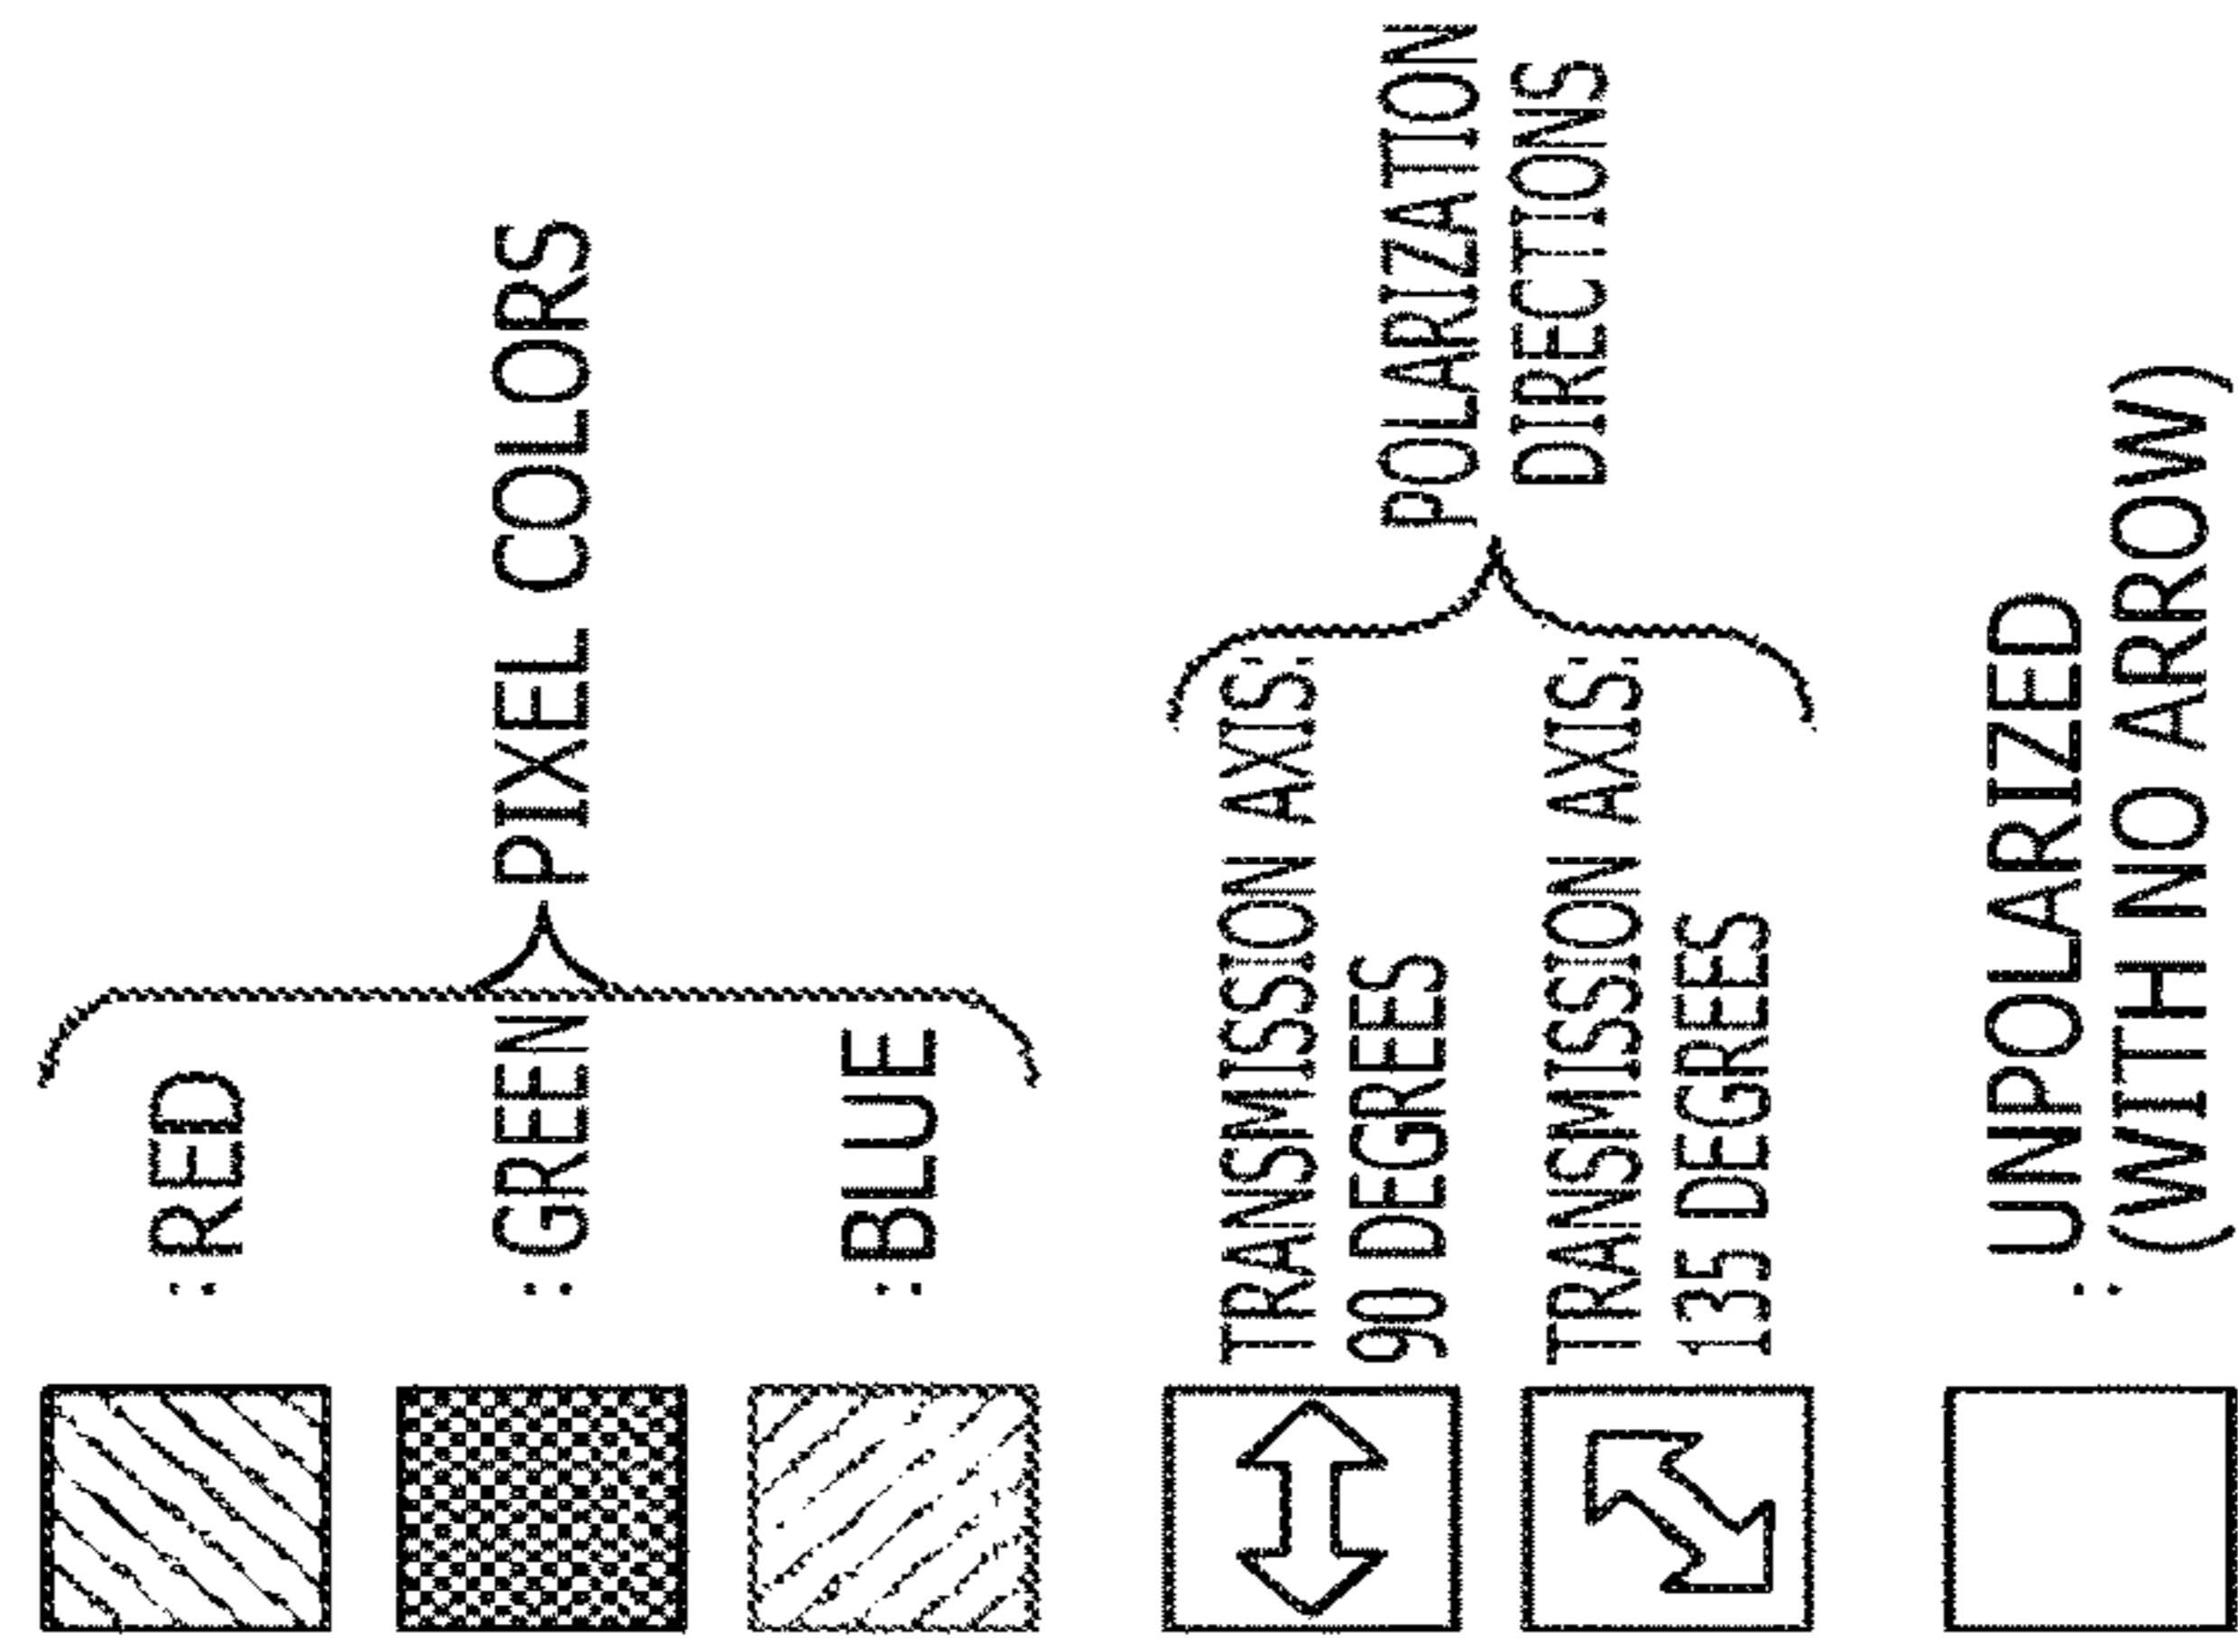 : RED
: GREEN
: BLUE
PIXEL COLORS
TRANSMISSION AXIS:
90 DEGREES
TRANSMISSION AXIS:
135 DEGREES
POLARIZATION
DIRECTIONS
: UNPOLARIZED
(WITH NO ARROW)